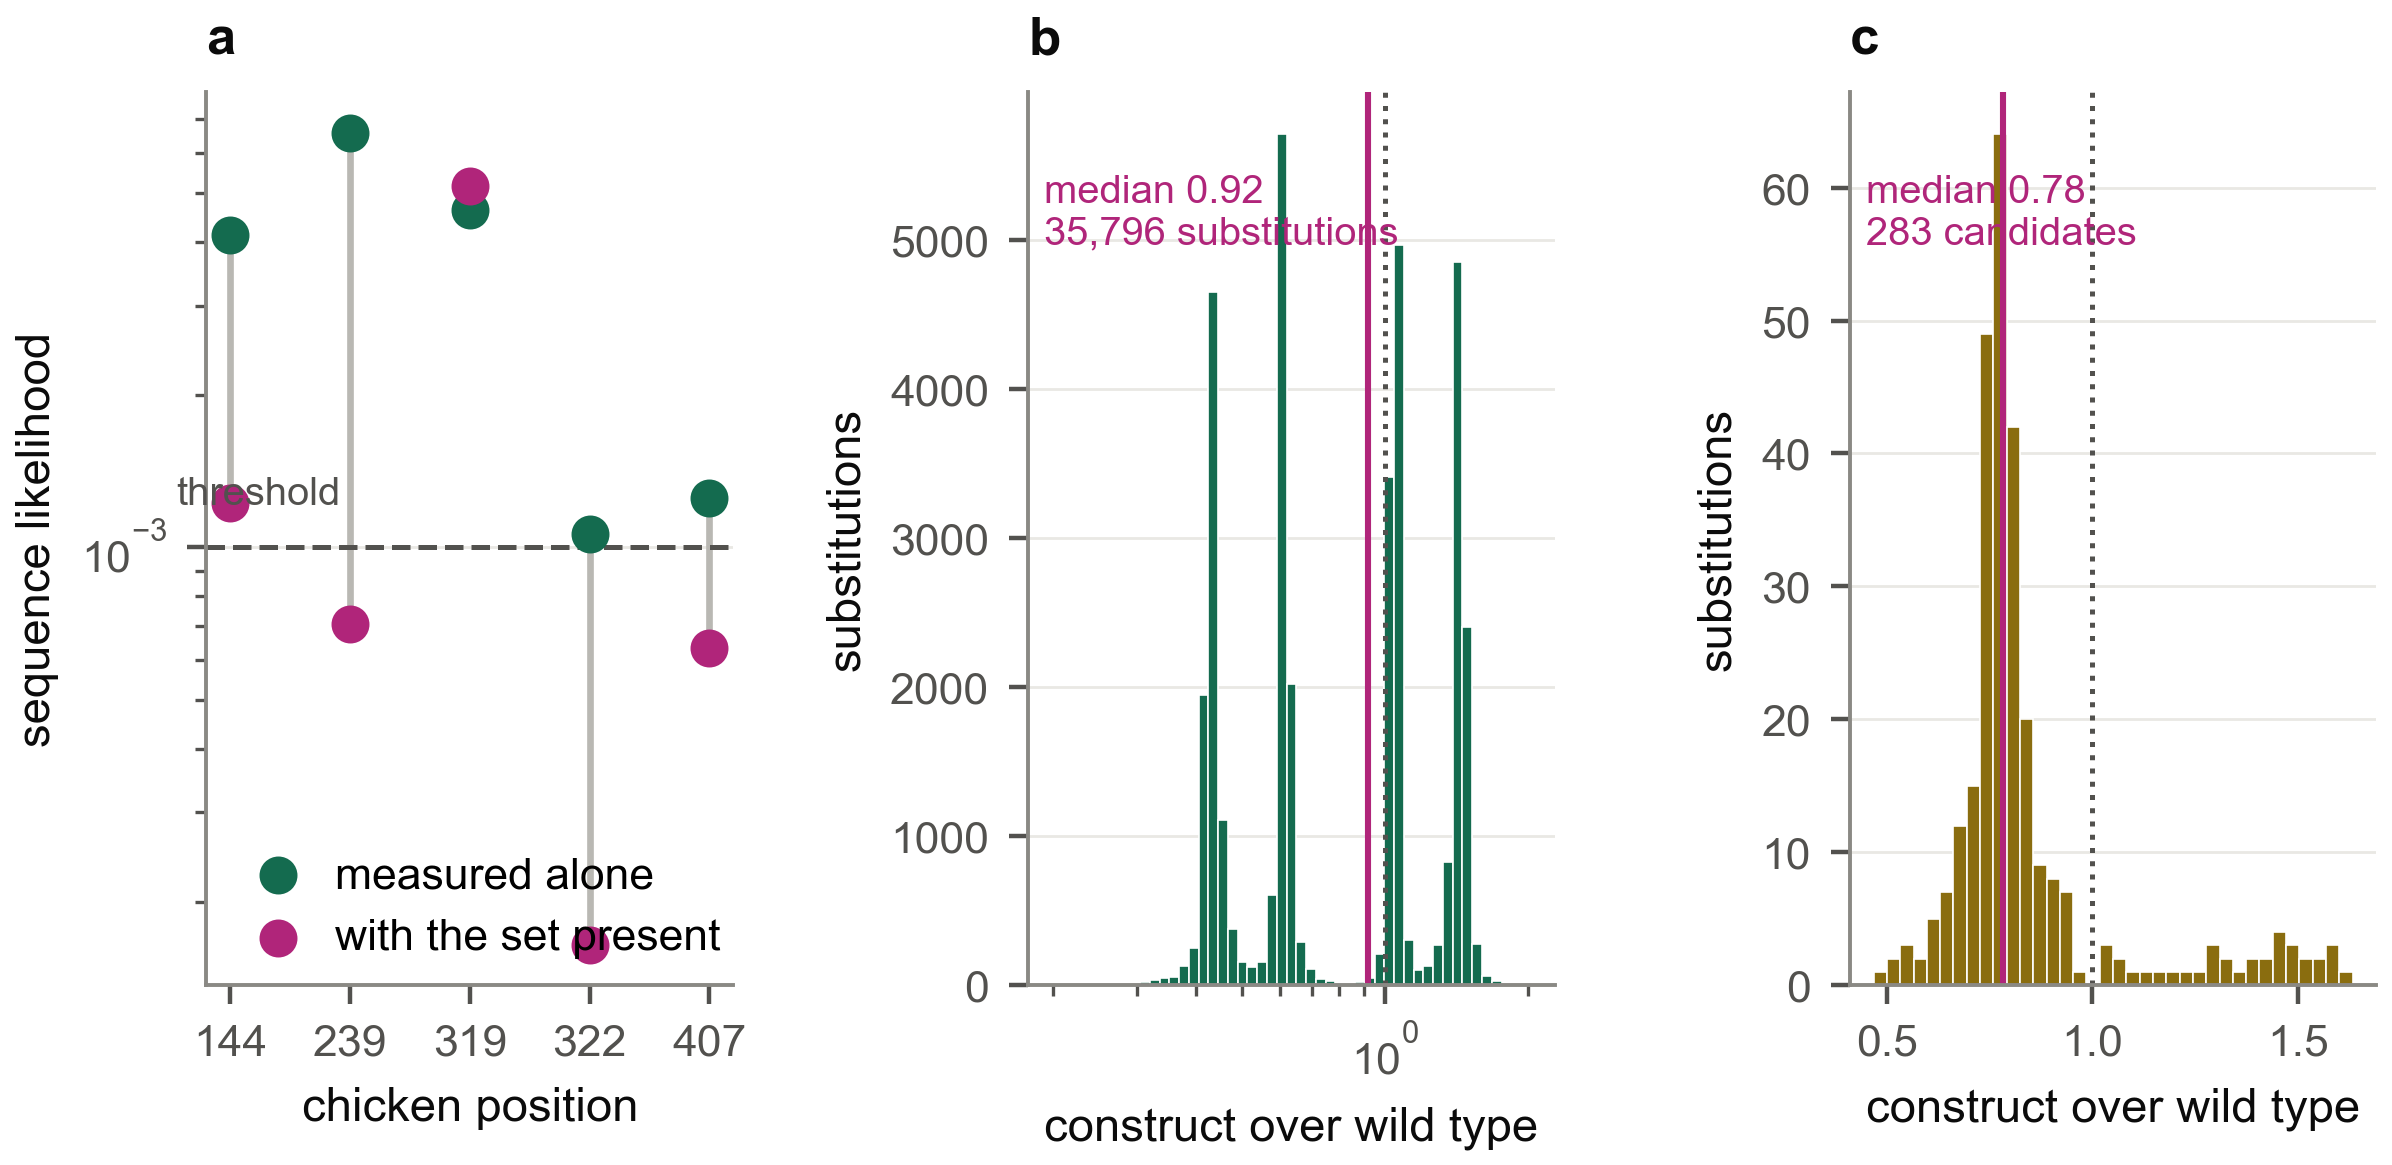 a
sequence likelihood
threshold
10⁻³
measured alone
with the set present
144 239 319 322 407
chicken position
b
substitutions
median 0.92
35,796 substitutions
5000
4000
3000
2000
1000
0
10⁰
construct over wild type
c
substitutions
median 0.78
283 candidates
60
50
40
30
20
10
0
0.5 1.0 1.5
construct over wild type